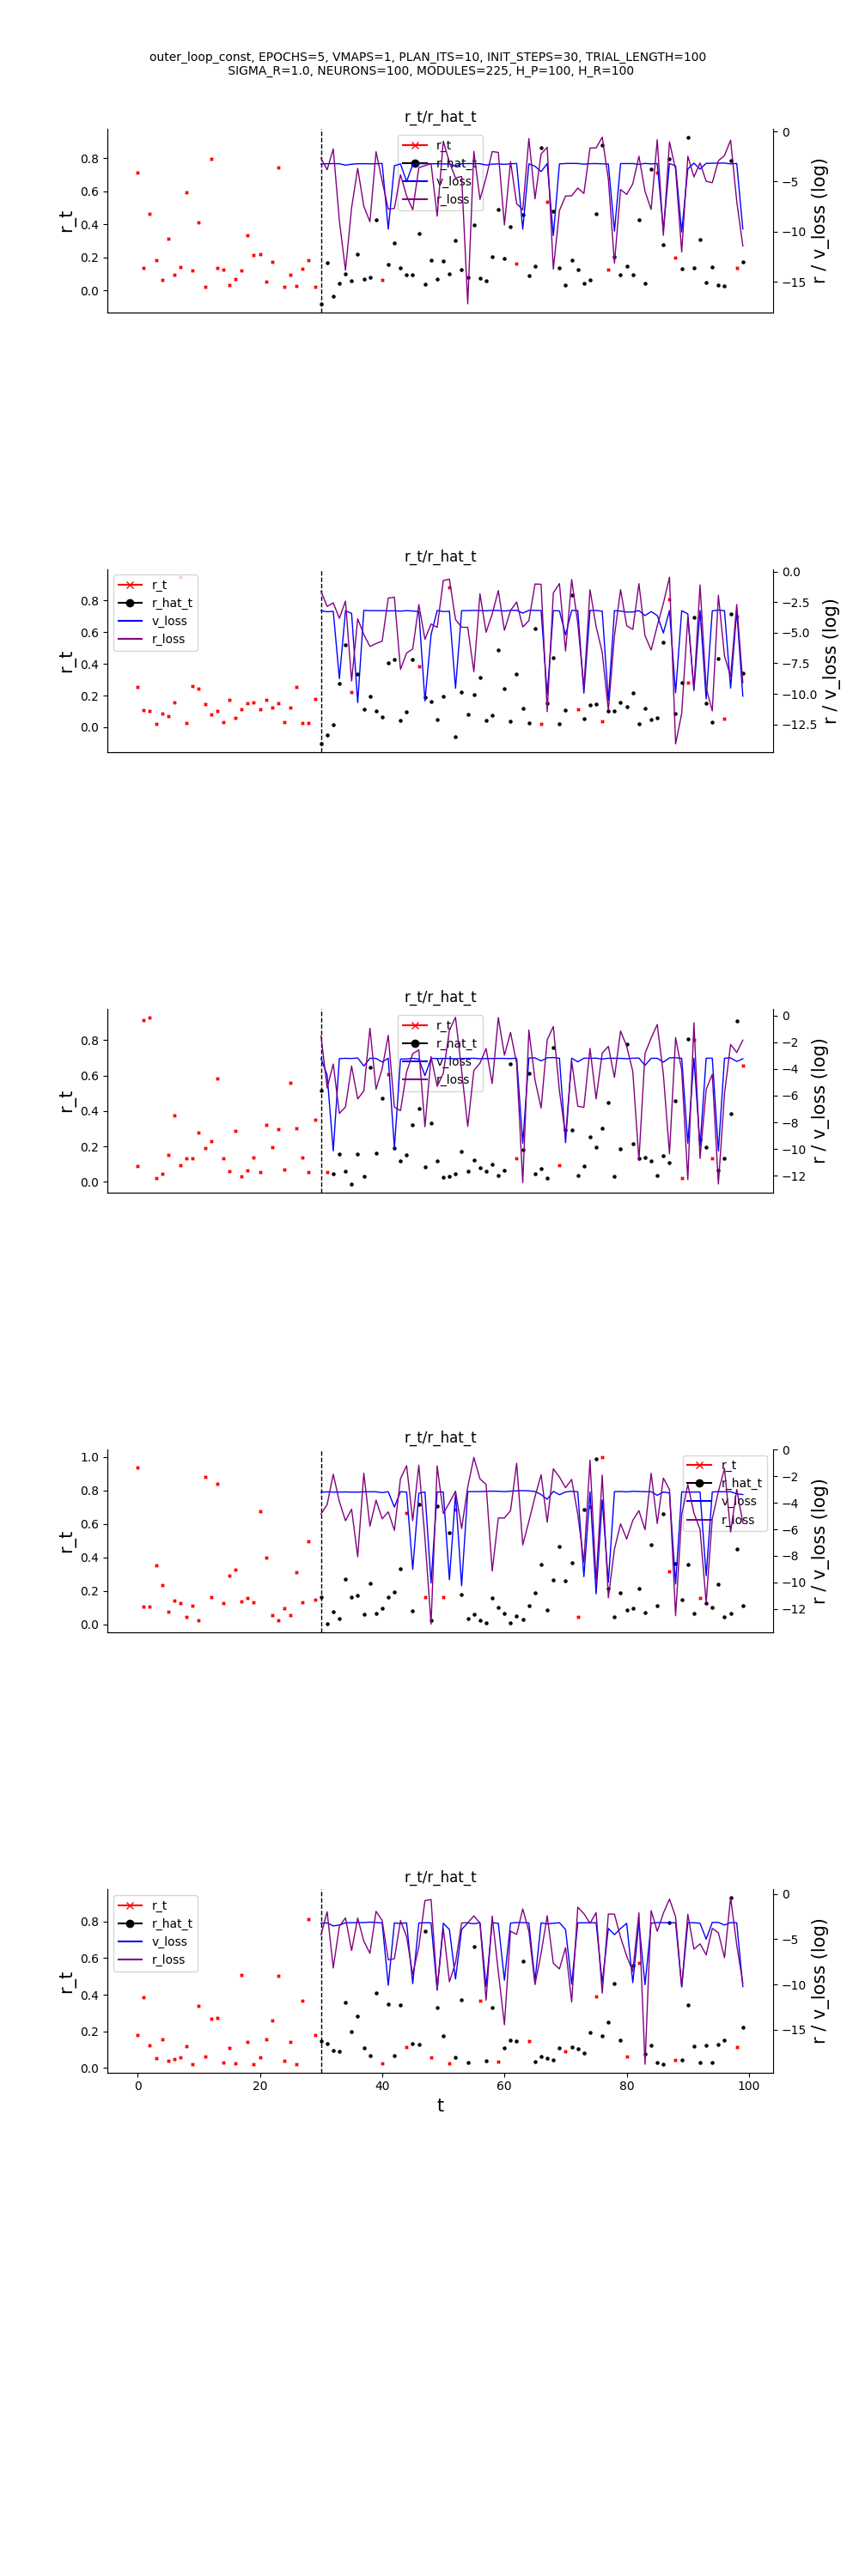 outer_loop_const, EPOCHS=5, VMAPS=1, PLAN_ITS=10, INIT_STEPS=30, TRIAL_LENGTH=100
SIGMA_R=1.0, NEURONS=100, MODULES=225, H_P=100, H_R=100
r_t/r_hat_t
r_t
0.8
0.6
0.4
0.2
0.0
r_t
r_hat_t
v_loss
r_loss
0
−5
−10
−15
r / v_loss (log)
r_t/r_hat_t
r_t
0.8
0.6
0.4
0.2
0.0
r_t
r_hat_t
v_loss
r_loss
0.0
−2.5
−5.0
−7.5
−10.0
−12.5
r / v_loss (log)
r_t/r_hat_t
r_t
0.8
0.6
0.4
0.2
0.0
r_t
r_hat_t
v_loss
r_loss
0
−2
−4
−6
−8
−10
−12
r / v_loss (log)
r_t/r_hat_t
r_t
1.0
0.8
0.6
0.4
0.2
0.0
r_t
r_hat_t
v_loss
r_loss
0
−2
−4
−6
−8
−10
−12
r / v_loss (log)
r_t/r_hat_t
r_t
0.8
0.6
0.4
0.2
0.0
r_t
r_hat_t
v_loss
r_loss
0
−5
−10
−15
r / v_loss (log)
0 20 40 60 80 100
t